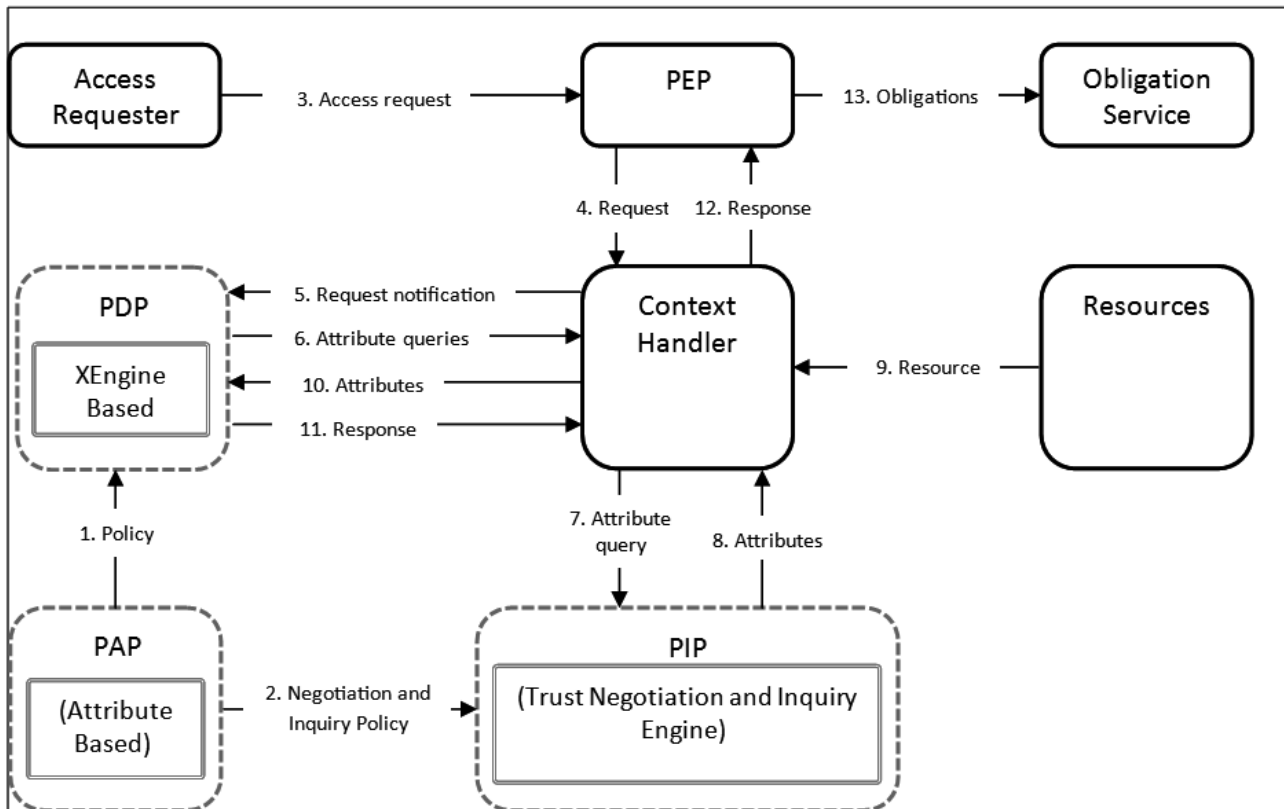 Access
Requester
3. Access request
PEP
13. Obligations
Obligation
Service
4. Request
12. Response
PDP
XEngine
Based
5. Request notification
6. Attribute queries
10. Attributes
11. Response
Context
Handler
9. Resource
Resources
1. Policy
7. Attribute
query
8. Attributes
PAP
(Attribute
Based)
2. Negotiation and
Inquiry Policy
PIP
(Trust Negotiation and Inquiry
Engine)